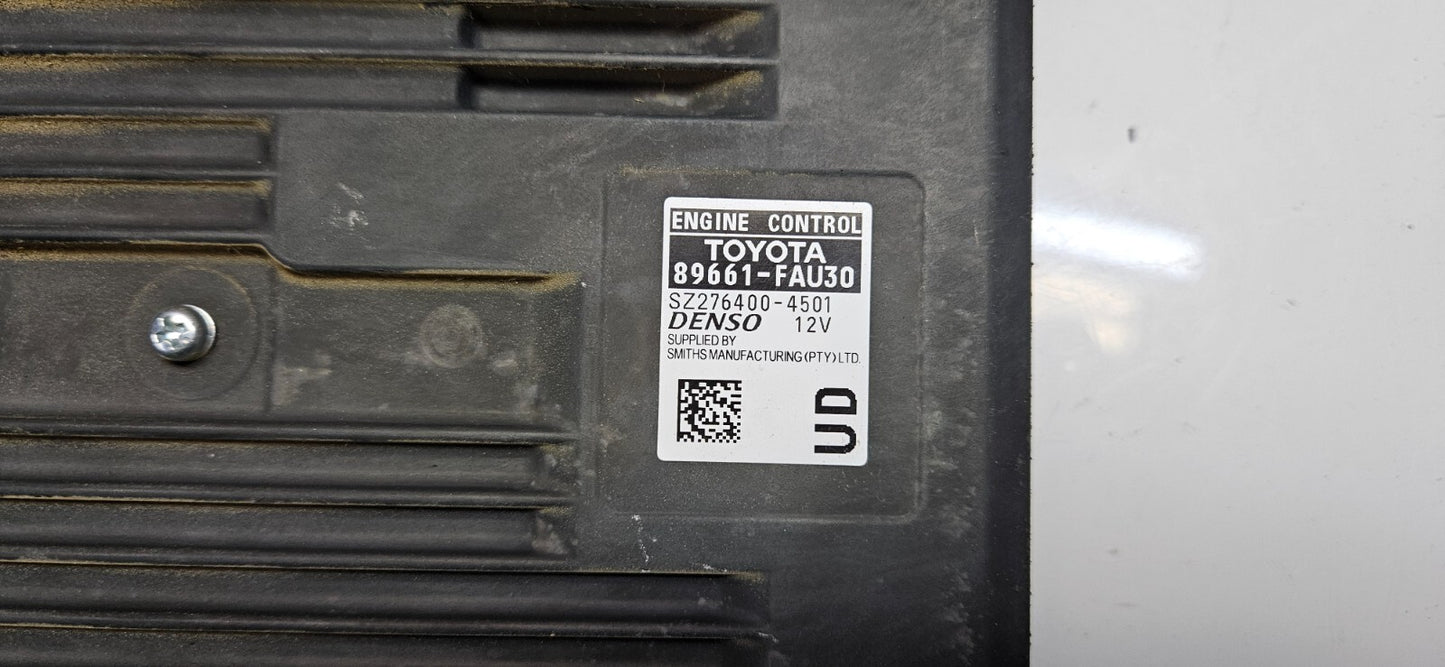 ENGINE CONTROL
TOYOTA
89661-FAU30
SZ276400-4501
DENSO 12V
SUPPLIED BY
SMITHS MANUFACTURING (PTY) LTD.
UD